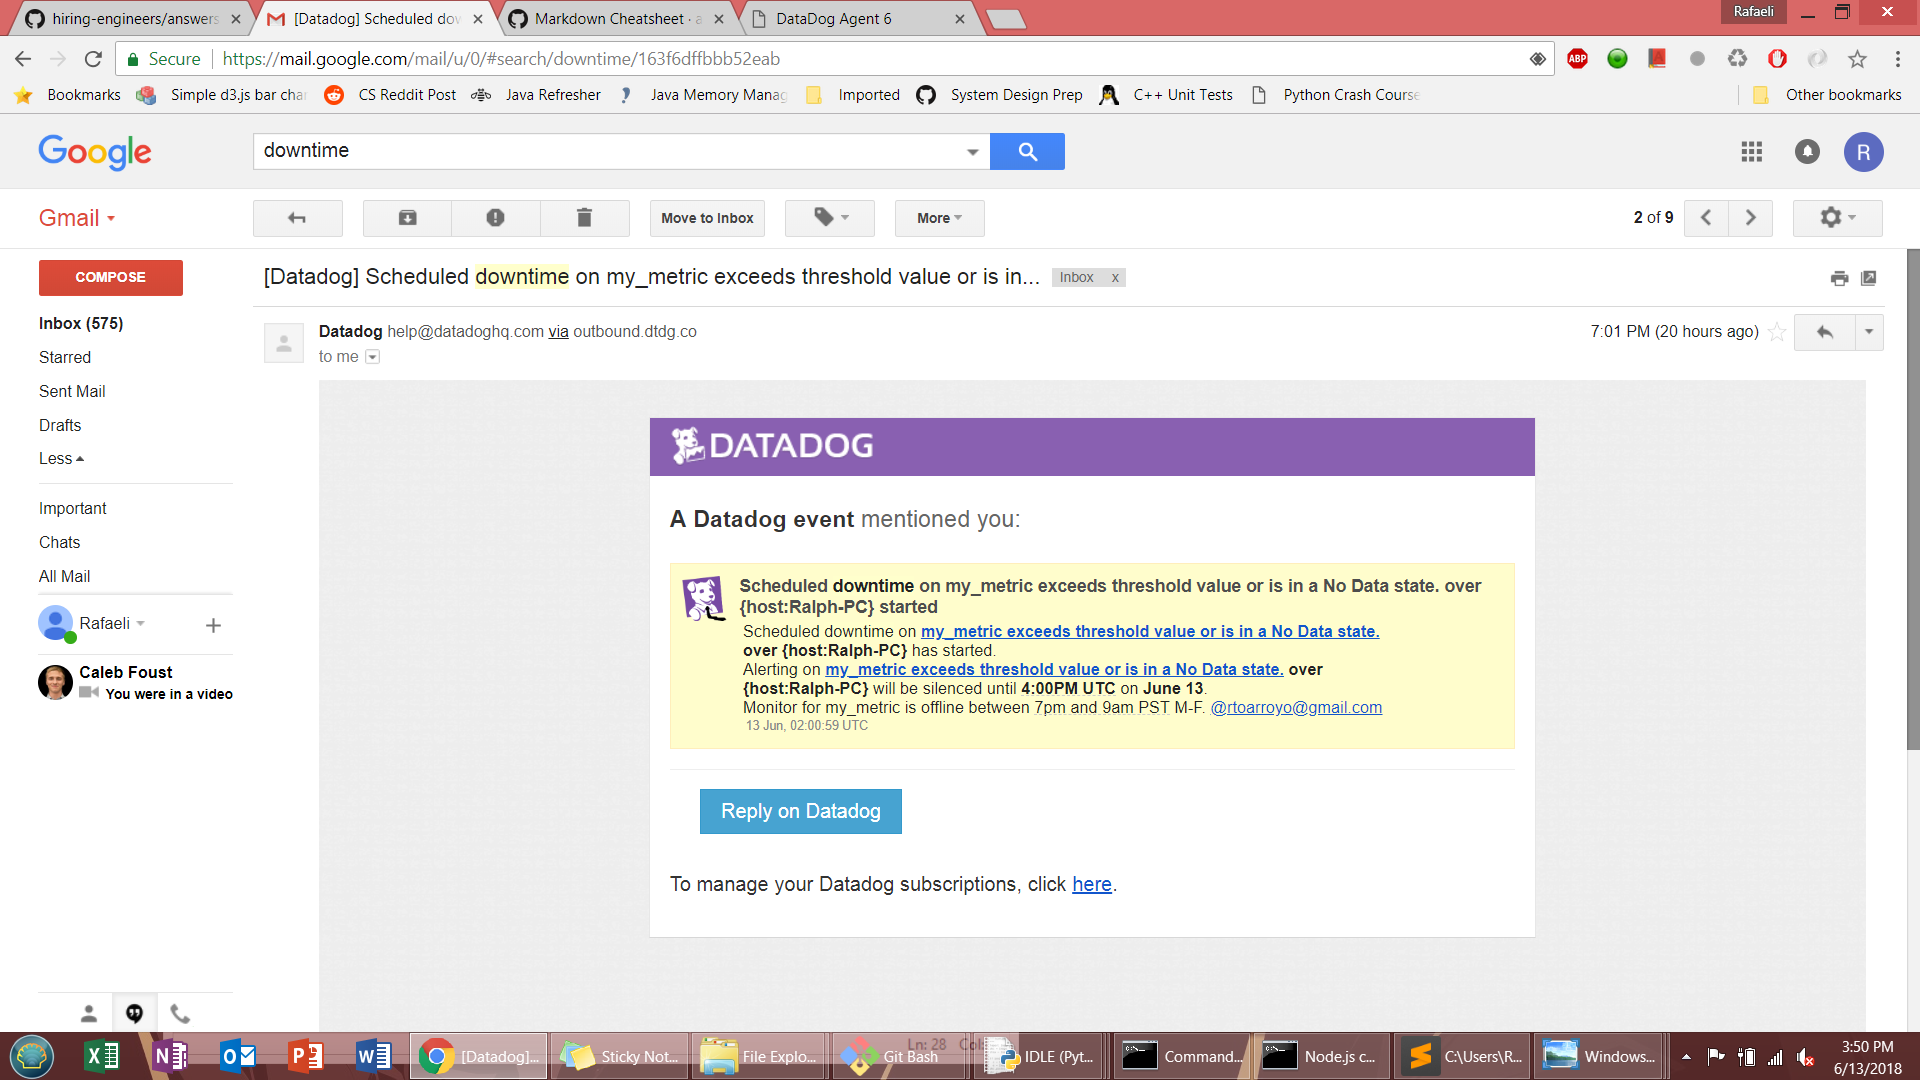 hiring-engineers/answers
[Datadog] Scheduled dow
Markdown Cheatsheet · a
DataDog Agent 6
Rafaeli
Secure
https://mail.google.com/mail/u/0/#search/downtime/163f6dffbbb52eab
ABP
Bookmarks
Simple d3.js bar char
CS Reddit Post
Java Refresher
Java Memory Manag
Imported
System Design Prep
C++ Unit Tests
Python Crash Course
Other bookmarks
Google
downtime
R
Gmail
Move to Inbox
More
2 of 9
COMPOSE
[Datadog] Scheduled downtime on my_metric exceeds threshold value or is in...
Inbox x
Inbox (575)
Starred
Sent Mail
Drafts
Less
Important
Chats
All Mail
Rafaeli
Caleb Foust
You were in a video
Datadog help@datadoghq.com via outbound.dtdg.co
to me
7:01 PM (20 hours ago)
DATADOG
A Datadog event mentioned you:
Scheduled downtime on my_metric exceeds threshold value or is in a No Data state. over
{host:Ralph-PC} started
Scheduled downtime on my_metric exceeds threshold value or is in a No Data state.
over {host:Ralph-PC} has started.
Alerting on my_metric exceeds threshold value or is in a No Data state. over
{host:Ralph-PC} will be silenced until 4:00PM UTC on June 13.
Monitor for my_metric is offline between 7pm and 9am PST M-F. @rtoarroyo@gmail.com
13 Jun, 02:00:59 UTC
Reply on Datadog
To manage your Datadog subscriptions, click here.
[Datadog]...
Sticky Not...
File Explo...
Git Bash
Ln: 28
IDLE (Pyt...
Command...
Node.js c...
C:\Users\R...
Windows...
3:50 PM
6/13/2018